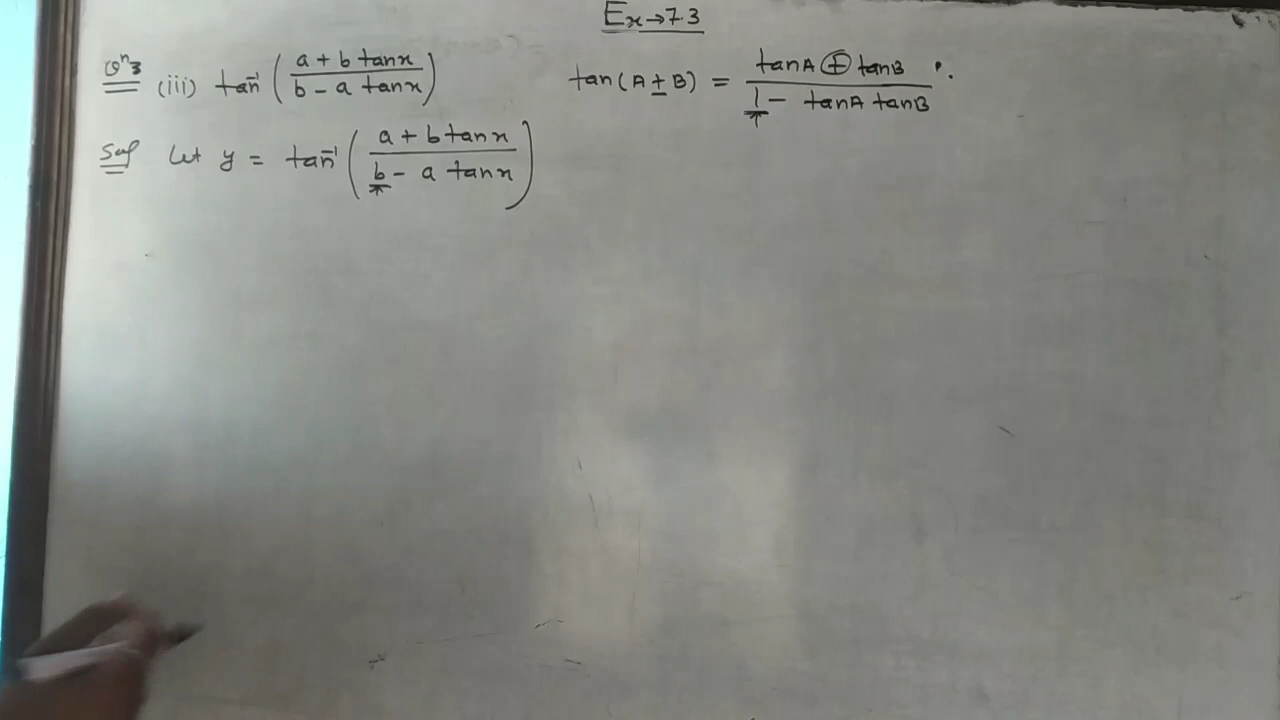 Ex→7.3
Qⁿ3 (iii) tan⁻¹ ( (a + b tanx) / (b - a tanx) )
tan(A ± B) = (tanA ⊕ tanB) / (1 - tanA tanB)
Sol Let y = tan⁻¹ ( (a + b tanx) / (b - a tanx) )